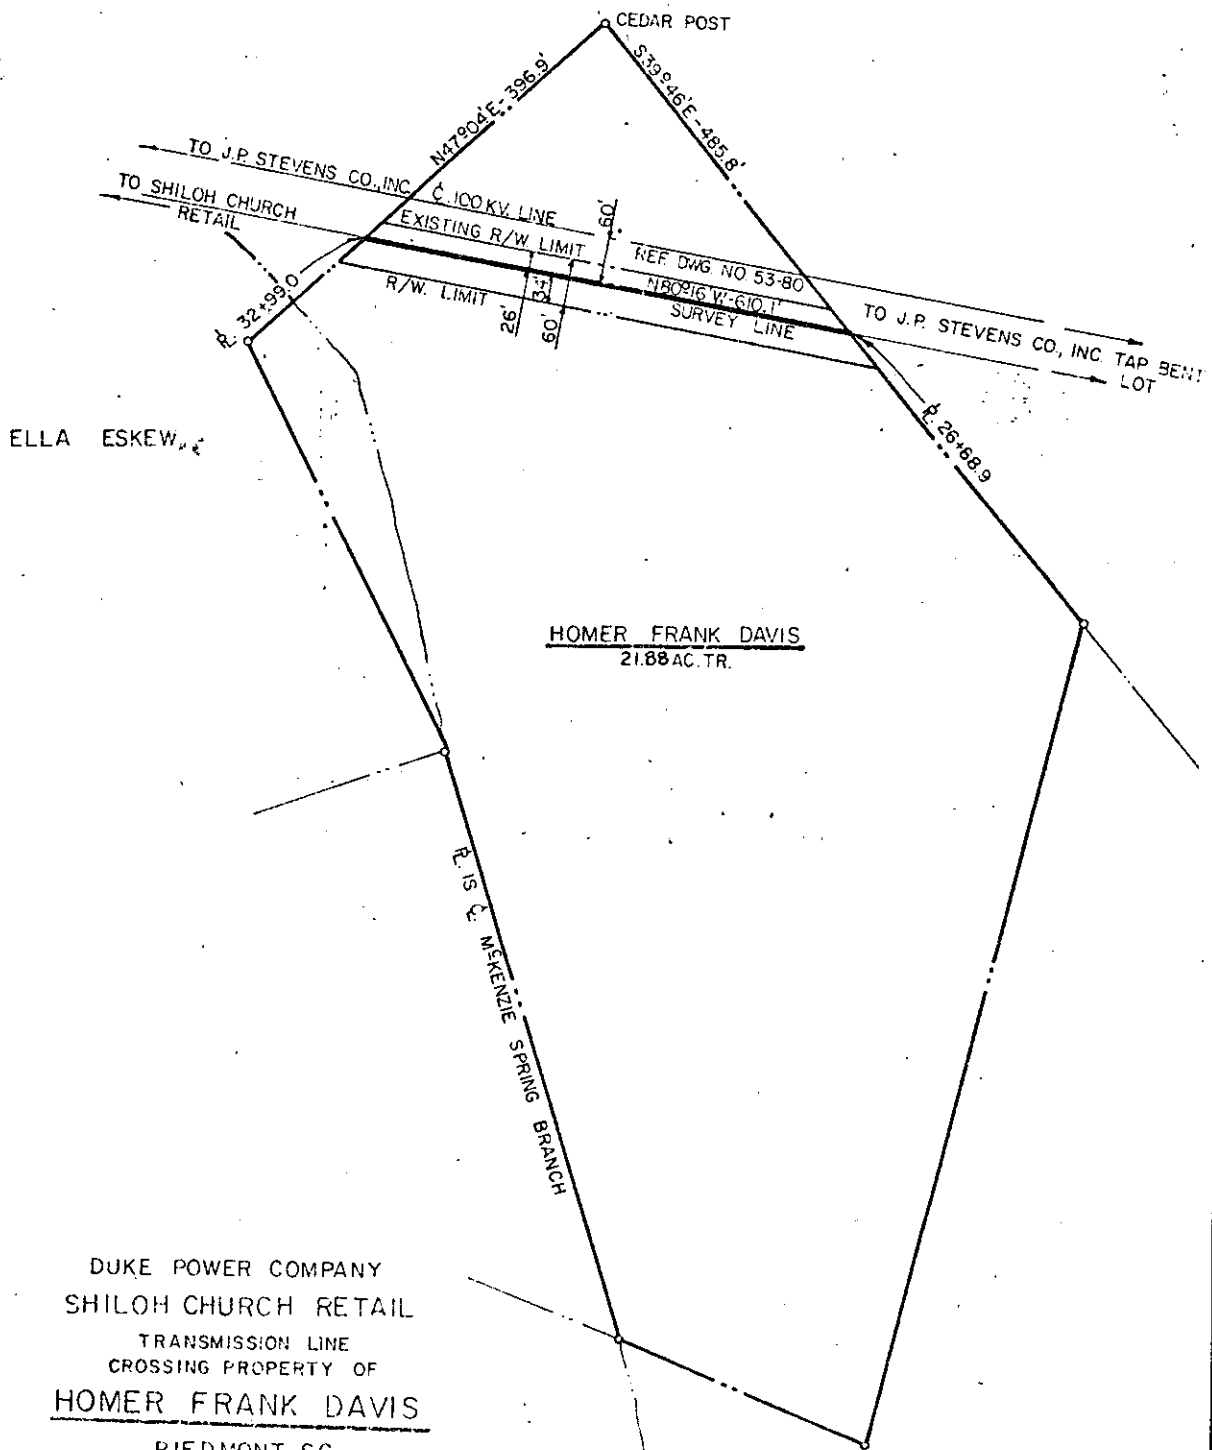 CEDAR POST
N47°04'E-396.9'
S39°46'E-485.8'
TO J.P. STEVENS CO., INC. ℄ 100 KV. LINE
TO SHILOH CHURCH
RETAIL
60'
EXISTING R/W LIMIT
REF. DWG. NO. 53-80
N80°16'W-610.1'
R/W. LIMIT
SURVEY LINE
26'
34'
60'
TO J.P. STEVENS CO., INC. TAP BENT
LOT
P̵L. 32+99.0
P̵L. 26+68.9
ELLA ESKEW
HOMER FRANK DAVIS
21.88 AC. TR.
P̵L. IS ℄ McKENZIE SPRING BRANCH
DUKE POWER COMPANY
SHILOH CHURCH RETAIL
TRANSMISSION LINE
CROSSING PROPERTY OF
HOMER FRANK DAVIS
PIEDMONT, S.C.